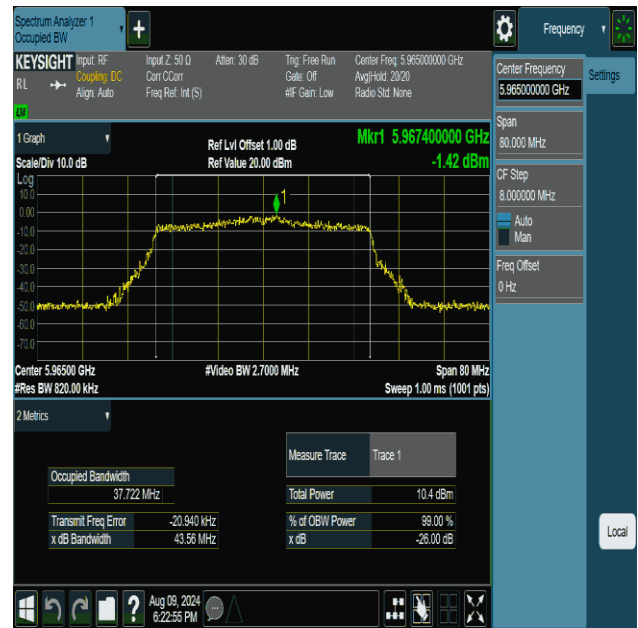 Spectrum Analyzer 1
Occupied BW
Frequency
KEYSIGHT Input: RF
RL
Coupling: DC
Align: Auto
Input Z: 50 Ω
Corr CCorr
Freq Ref: Int (S)
Atten: 30 dB
Trig: Free Run
Gate: Off
#IF Gain: Low
Center Freq: 5.965000000 GHz
Avg|Hold: 20/20
Radio Std: None
Center Frequency
5.965000000 GHz
Settings
Span
80.000 MHz
CF Step
8.000000 MHz
Auto
Man
Freq Offset
0 Hz
1 Graph
Scale/Div 10.0 dB
Ref Lvl Offset 1.00 dB
Ref Value 20.00 dBm
Mkr1 5.967400000 GHz
-1.42 dBm
Log
10.0
0.00
-10.0
-20.0
-30.0
-40.0
-50.0
-60.0
-70.0
1
Center 5.96500 GHz
#Res BW 820.00 kHz
#Video BW 2.7000 MHz
Span 80 MHz
Sweep 1.00 ms (1001 pts)
2 Metrics
Measure Trace Trace 1
Occupied Bandwidth
37.722 MHz
Total Power 10.4 dBm
Transmit Freq Error -20.940 kHz
% of OBW Power 99.00 %
x dB Bandwidth 43.56 MHz
x dB -26.00 dB
Local
?
Aug 09, 2024
6:22:55 PM